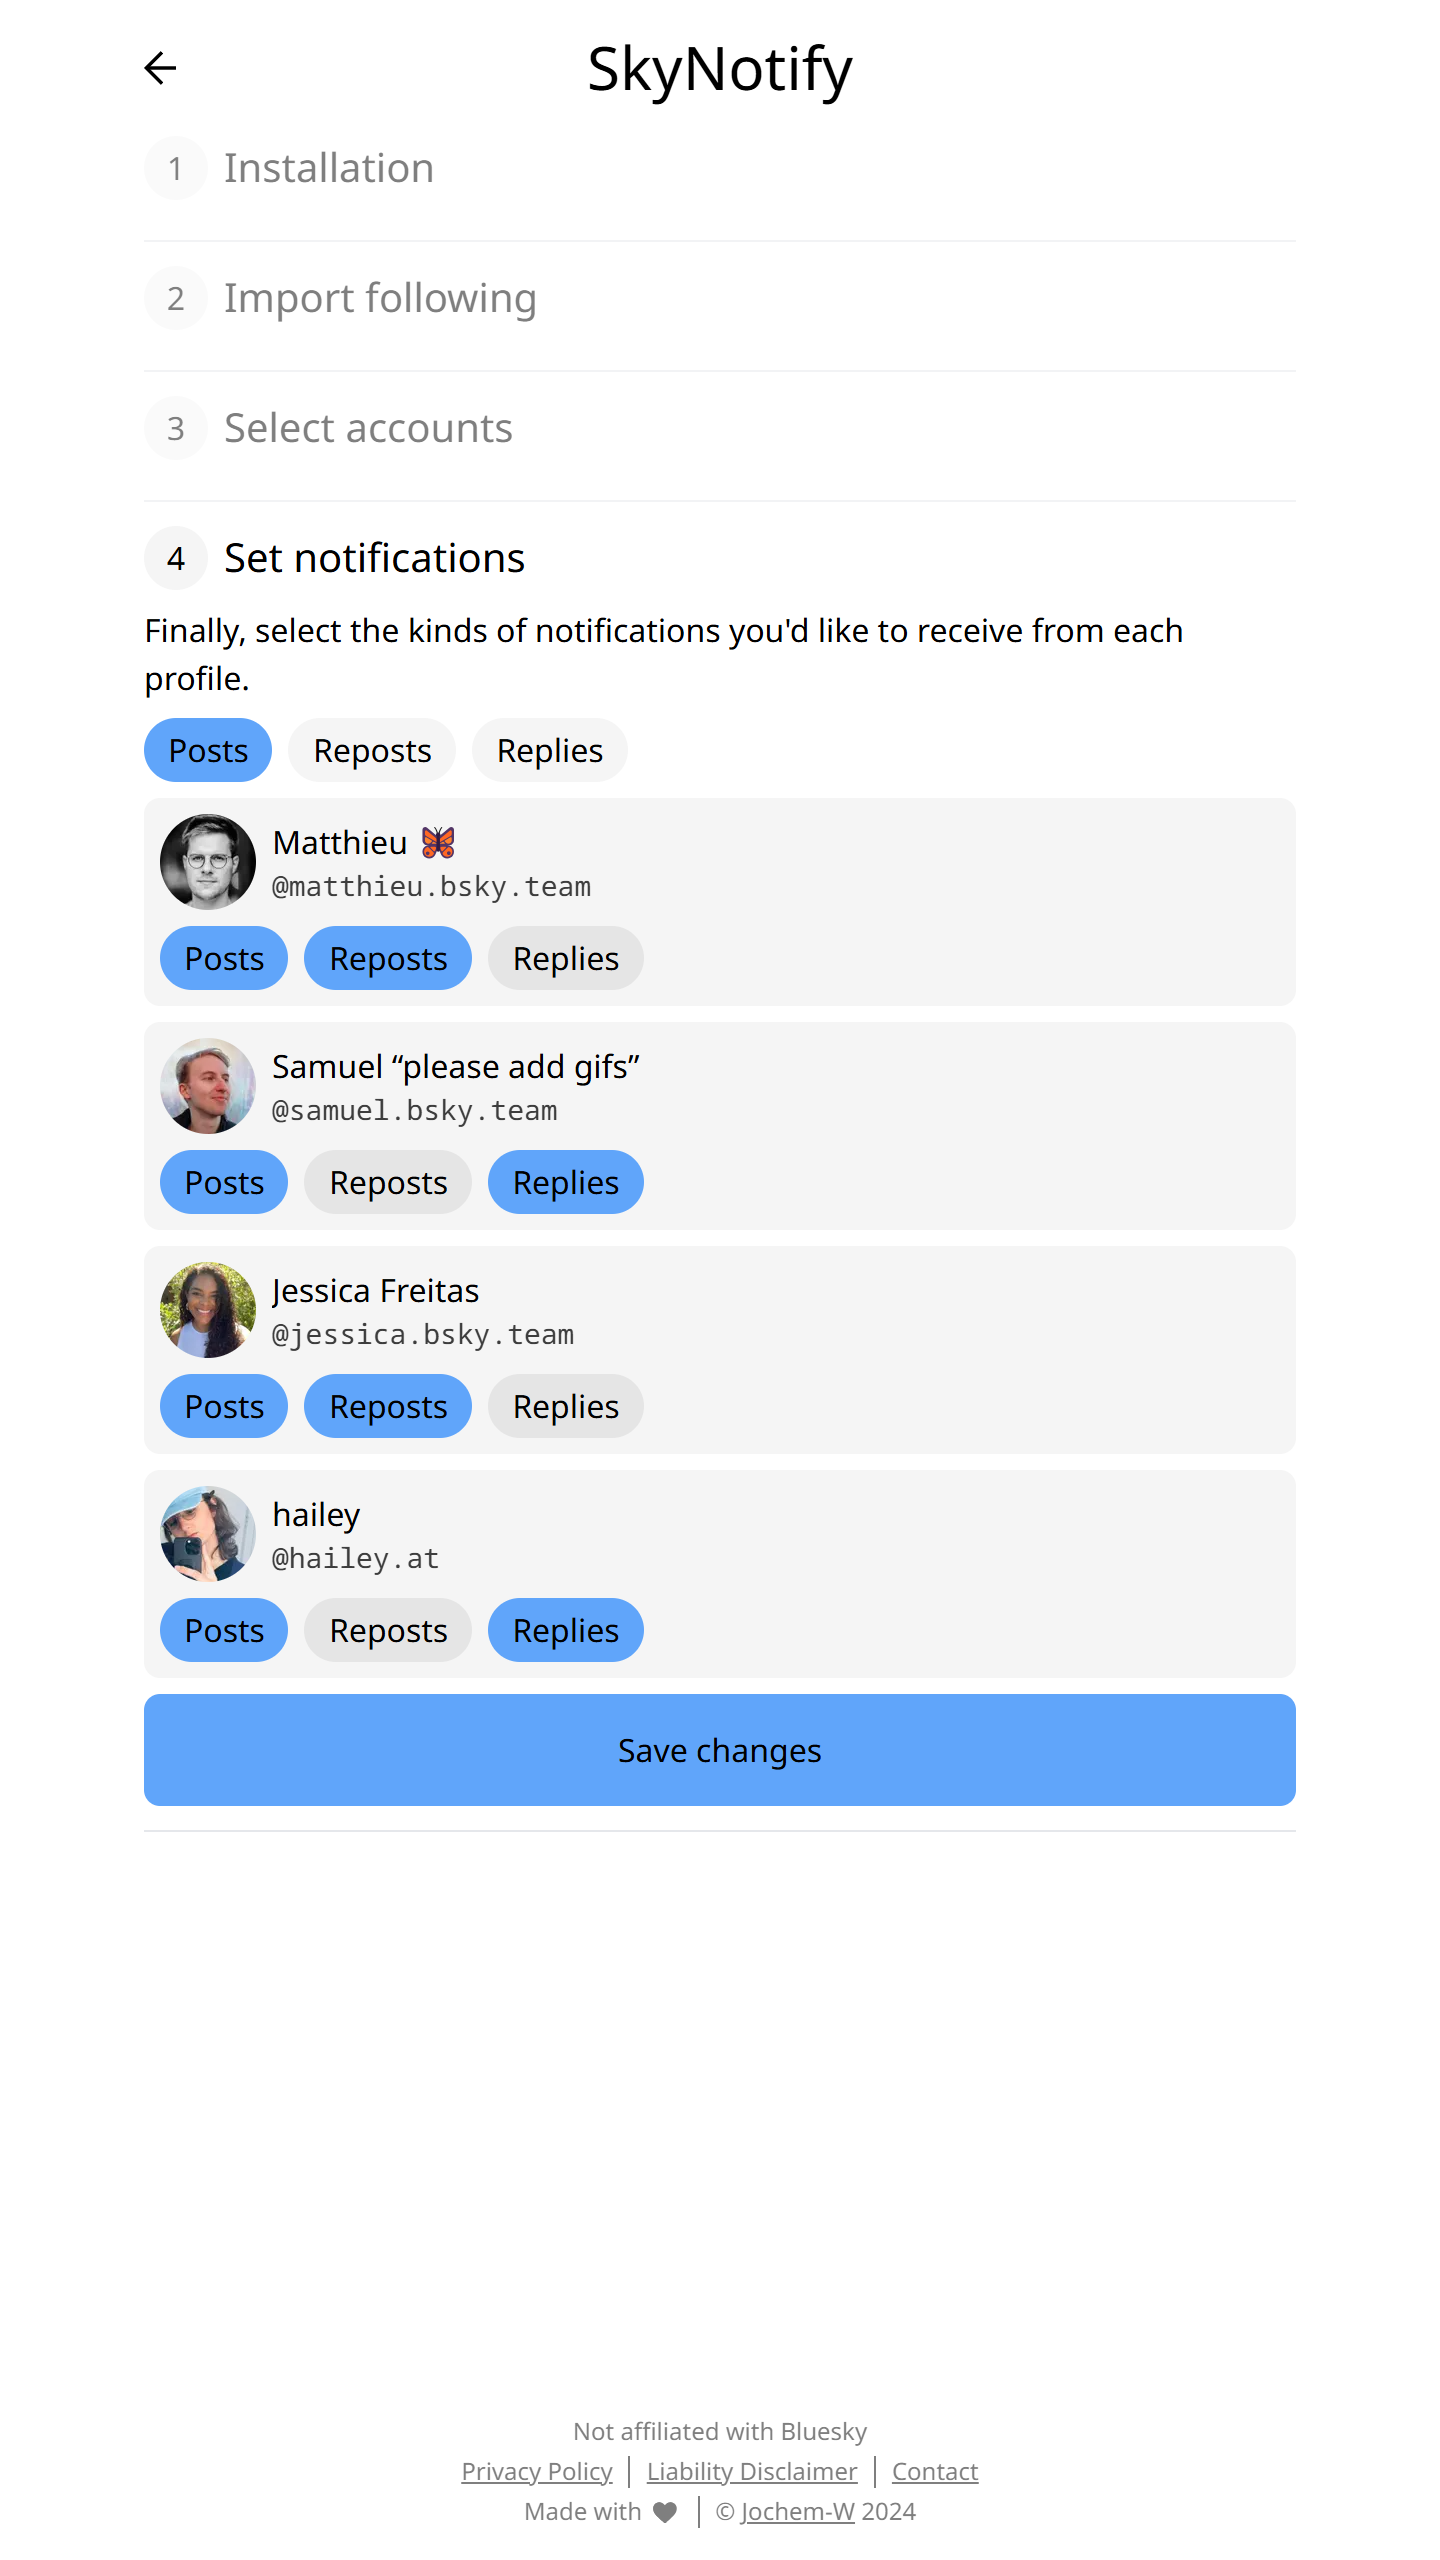 SkyNotify
1 Installation
2 Import following
3 Select accounts
4 Set notifications
Finally, select the kinds of notifications you'd like to receive from each
profile.
Posts Reposts Replies
Matthieu 🦋
@matthieu.bsky.team
Posts Reposts Replies
Samuel “please add gifs”
@samuel.bsky.team
Posts Reposts Replies
Jessica Freitas
@jessica.bsky.team
Posts Reposts Replies
hailey
@hailey.at
Posts Reposts Replies
Save changes
Not affiliated with Bluesky
Privacy Policy | Liability Disclaimer | Contact
Made with ♥ | © Jochem-W 2024